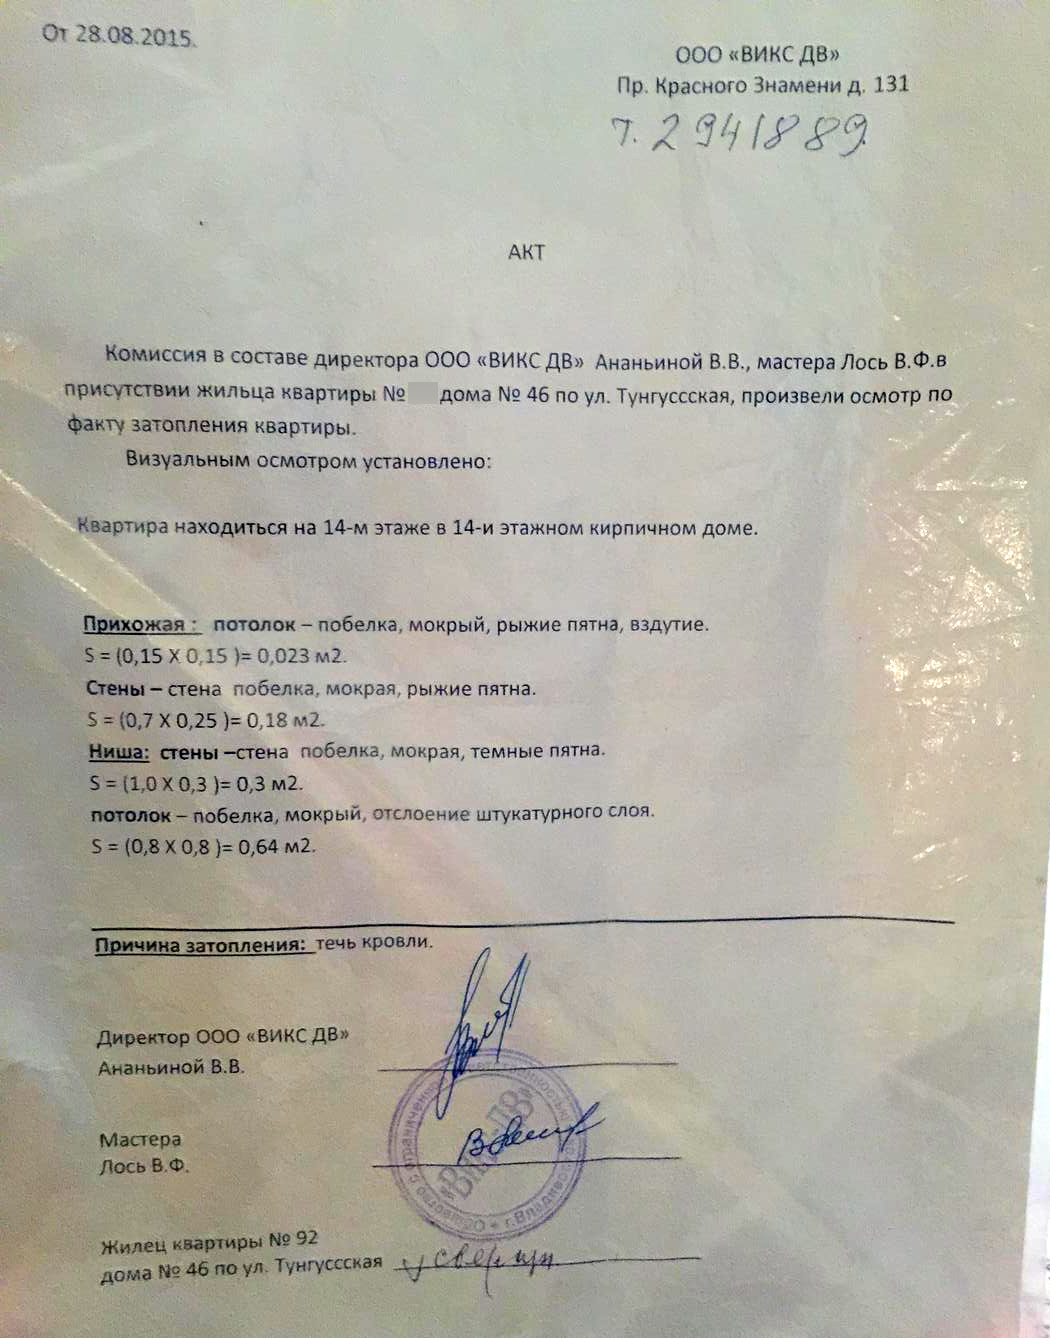 От 28.08.2015.
ООО «ВИКС ДВ»
Пр. Красного Знамени д. 131
т. 2941889.
АКТ
Комиссия в составе директора ООО «ВИКС ДВ» Ананьиной В.В., мастера Лось В.Ф.в
присутствии жильца квартиры № дома № 46 по ул. Тунгуссская, произвели осмотр по
факту затопления квартиры.
Визуальным осмотром установлено:
Квартира находиться на 14-м этаже в 14-и этажном кирпичном доме.
Прихожая : потолок – побелка, мокрый, рыжие пятна, вздутие.
S = (0,15 X 0,15 )= 0,023 м2.
Стены – стена побелка, мокрая, рыжие пятна.
S = (0,7 X 0,25 )= 0,18 м2.
Ниша: стены –стена побелка, мокрая, темные пятна.
S = (1,0 X 0,3 )= 0,3 м2.
потолок – побелка, мокрый, отслоение штукатурного слоя.
S = (0,8 X 0,8 )= 0,64 м2.
Причина затопления: течь кровли.
Директор ООО «ВИКС ДВ»
Ананьиной В.В.
Мастера
Лось В.Ф.
Жилец квартиры № 92
дома № 46 по ул. Тунгуссская